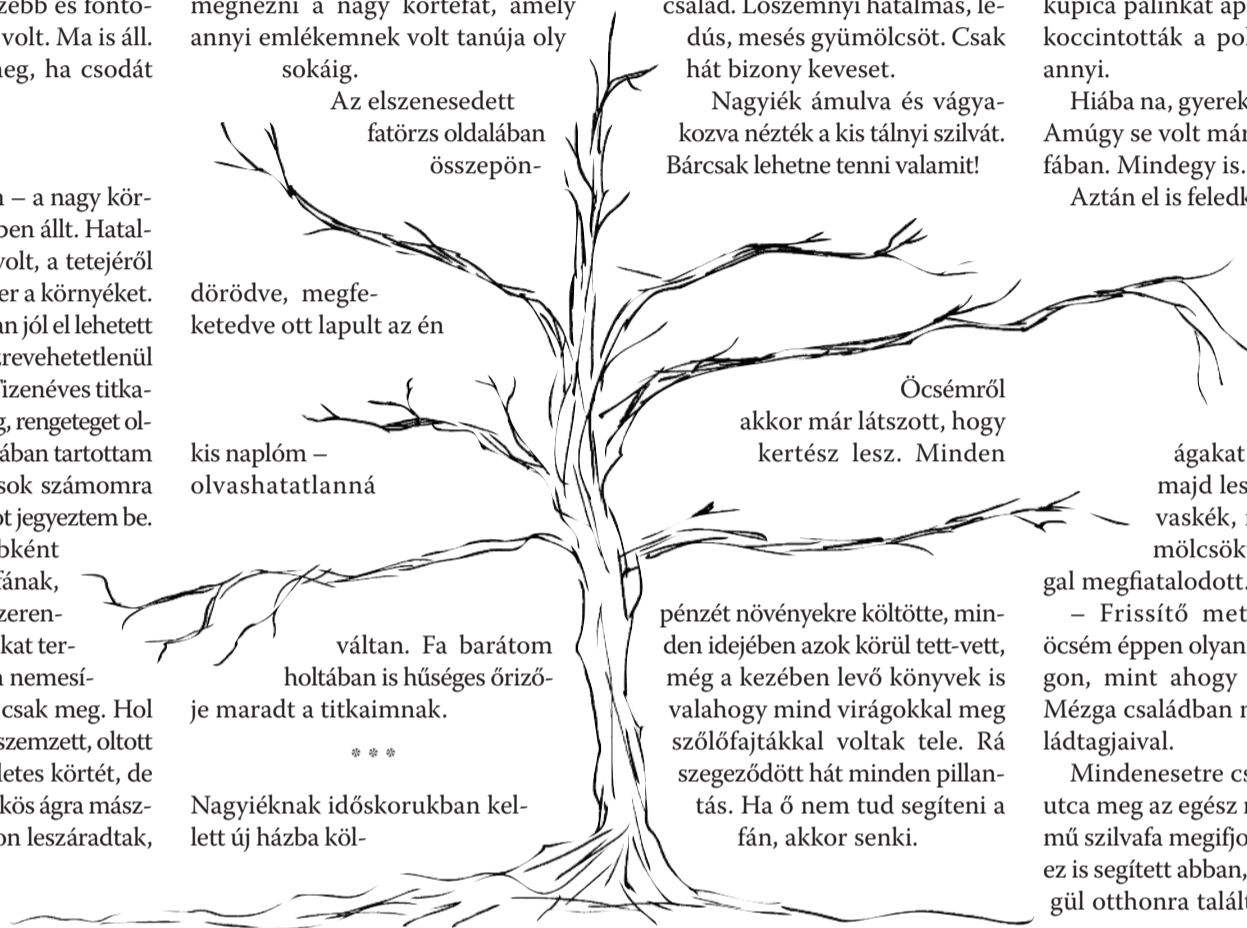 zebb és fonto-
volt. Ma is áll.
meg, ha csodát
– a nagy kör-
ben állt. Hatal-
volt, a tetejéről
er a környéket.
an jól el lehetett
zrevehetetlenül
Tizenéves titka-
g, rengeteget ol-
ában tartottam
sok számomra
ot jegyeztem be.
bként
fának,
zeren-
kat ter-
nemesí-
csak meg. Hol
szemzett, oltott
letes körtét, de
kös ágra mász-
on leszáradtak,
megnézni a nagy körtefát, amely
annyi emlékemnek volt tanúja oly
sokáig.
Az elszenesedett
fatörzs oldalában
összepön-
dörödve, megfe-
ketedve ott lapult az én
kis naplóm –
olvashatatlanná
váltan. Fa barátom
holtában is hűséges őriző-
je maradt a titkaimnak.
* * *
Nagyiéknak időskorukban kel-
lett új házba köl-
család. Lószemnyi hatalmas, lé-
dús, mesés gyümölcsöt. Csak
hát bizony keveset.
Nagyiék ámulva és vágya-
kozva nézték a kis tálnyi szilvát.
Bárcsak lehetne tenni valamit!
Öcsémről
akkor már látszott, hogy
kertész lesz. Minden
pénzét növényekre költötte, min-
den idejében azok körül tett-vett,
még a kezében levő könyvek is
valahogy mind virágokkal meg
szőlőfajtákkal voltak tele. Rá
szegeződött hát minden pillan-
tás. Ha ő nem tud segíteni a
fán, akkor senki.
kupica pálinkát ap
koccintották a po
annyi.
Hiába na, gyerek
Amúgy se volt már
fában. Mindegy is.
Aztán el is feledk
ágakat
majd les
vaskék,
mölcsök
gal megfiatalodott.
– Frissítő met
öcsém éppen olyan
gon, mint ahogy
Mézga családban
ládtagjaival.
Mindenesetre cs
utca meg az egész
mű szilvafa megifjo
ez is segített abban,
gül otthonra talált